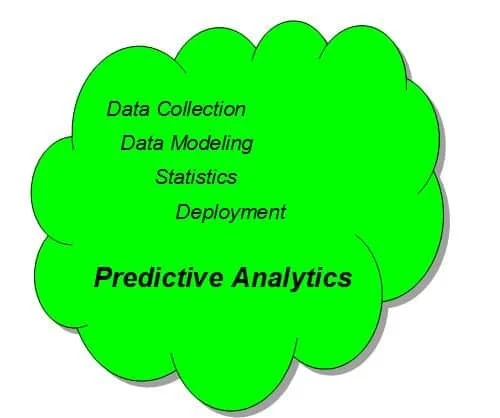 Data Collection
Data Modeling
Statistics
Deployment
Predictive Analytics